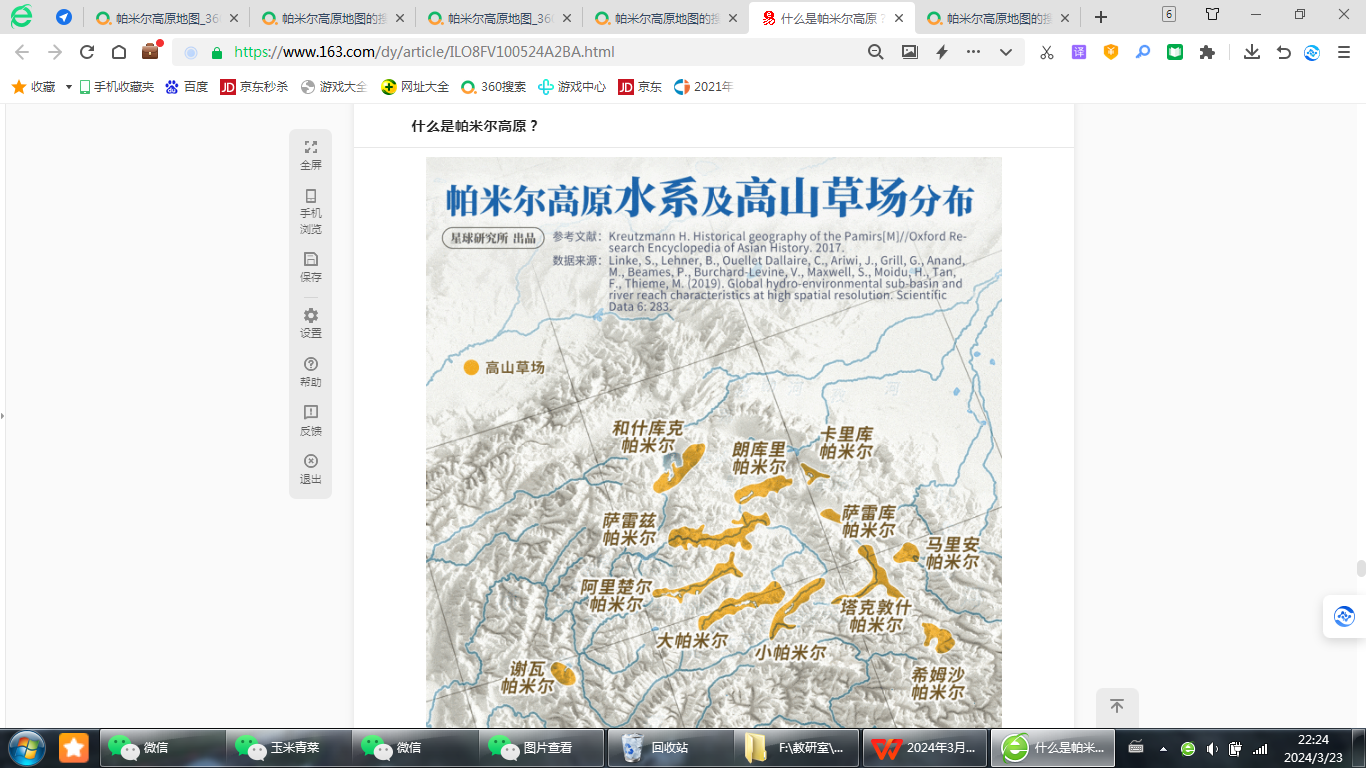 帕米尔高原地图_36
帕米尔高原地图的搜
帕米尔高原地图_360
帕米尔高原地图的搜
什么是帕米尔高原？
帕米尔高原地图的搜
6
https://www.163.com/dy/article/ILO8FV100524A2BA.html
译
收藏
手机收藏夹
百度
JD
京东秒杀
游戏大全
网址大全
360搜索
游戏中心
JD
京东
2021年
什么是帕米尔高原？
全屏
手机
浏览
保存
设置
帮助
反馈
退出
帕米尔高原水系及高山草场分布
星球研究所 出品
参考文献：Kreutzmann H. Historical geography of the Pamirs[M]//Oxford Re-
search Encyclopedia of Asian History. 2017.
数据来源：Linke, S., Lehner, B., Ouellet Dallaire, C., Ariwi, J., Grill, G., Anand,
M., Beames, P., Burchard-Levine, V., Maxwell, S., Moidu, H., Tan,
F., Thieme, M. (2019). Global hydro-environmental sub-basin and
river reach characteristics at high spatial resolution. Scientific
Data 6: 283.
高山草场
河
和什库克
帕米尔
朗库里
帕米尔
卡里库
帕米尔
萨雷兹
帕米尔
萨雷库
帕米尔
马里安
帕米尔
阿里楚尔
帕米尔
塔克敦什
帕米尔
大帕米尔
小帕米尔
谢瓦
帕米尔
希姆沙
帕米尔
微信
玉米青菜
微信
图片查看
回收站
F:\教研室\...
2024年3月...
什么是帕米...
22:24
2024/3/23